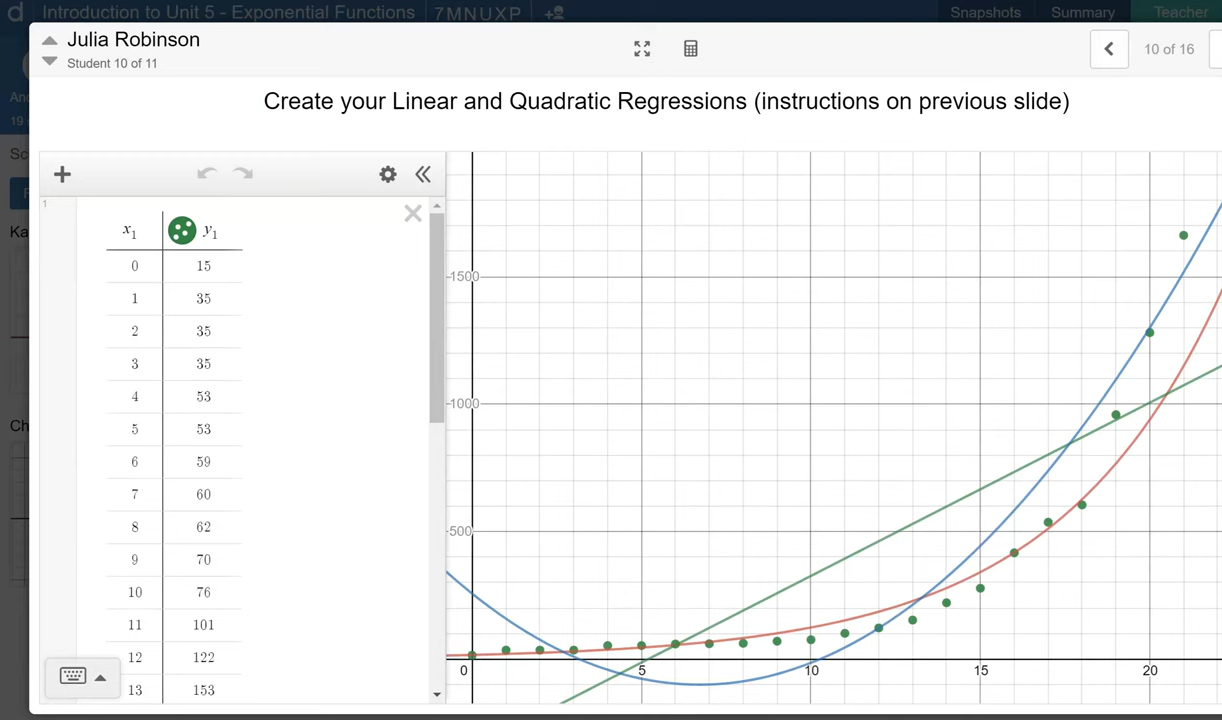 Introduction to Unit 5 - Exponential Functions 7MNUXP Snapshots Summary Teacher
Julia Robinson
Student 10 of 11
10 of 16
Create your Linear and Quadratic Regressions (instructions on previous slide)
1
x₁ y₁
0 15
1 35
2 35
3 35
4 53
5 53
6 59
7 60
8 62
9 70
10 76
11 101
12 122
13 153
1500
1000
500
0 5 10 15 20